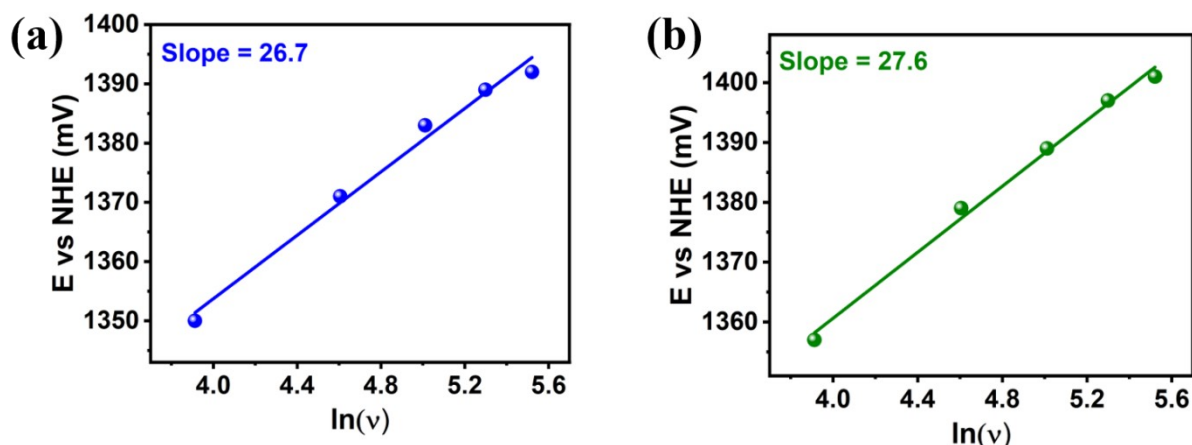 (a)
Slope = 26.7
E vs NHE (mV)
1400
1390
1380
1370
1360
1350
4.0 4.4 4.8 5.2 5.6
ln(ν)
(b)
Slope = 27.6
E vs NHE (mV)
1400
1390
1380
1370
1360
4.0 4.4 4.8 5.2 5.6
ln(ν)